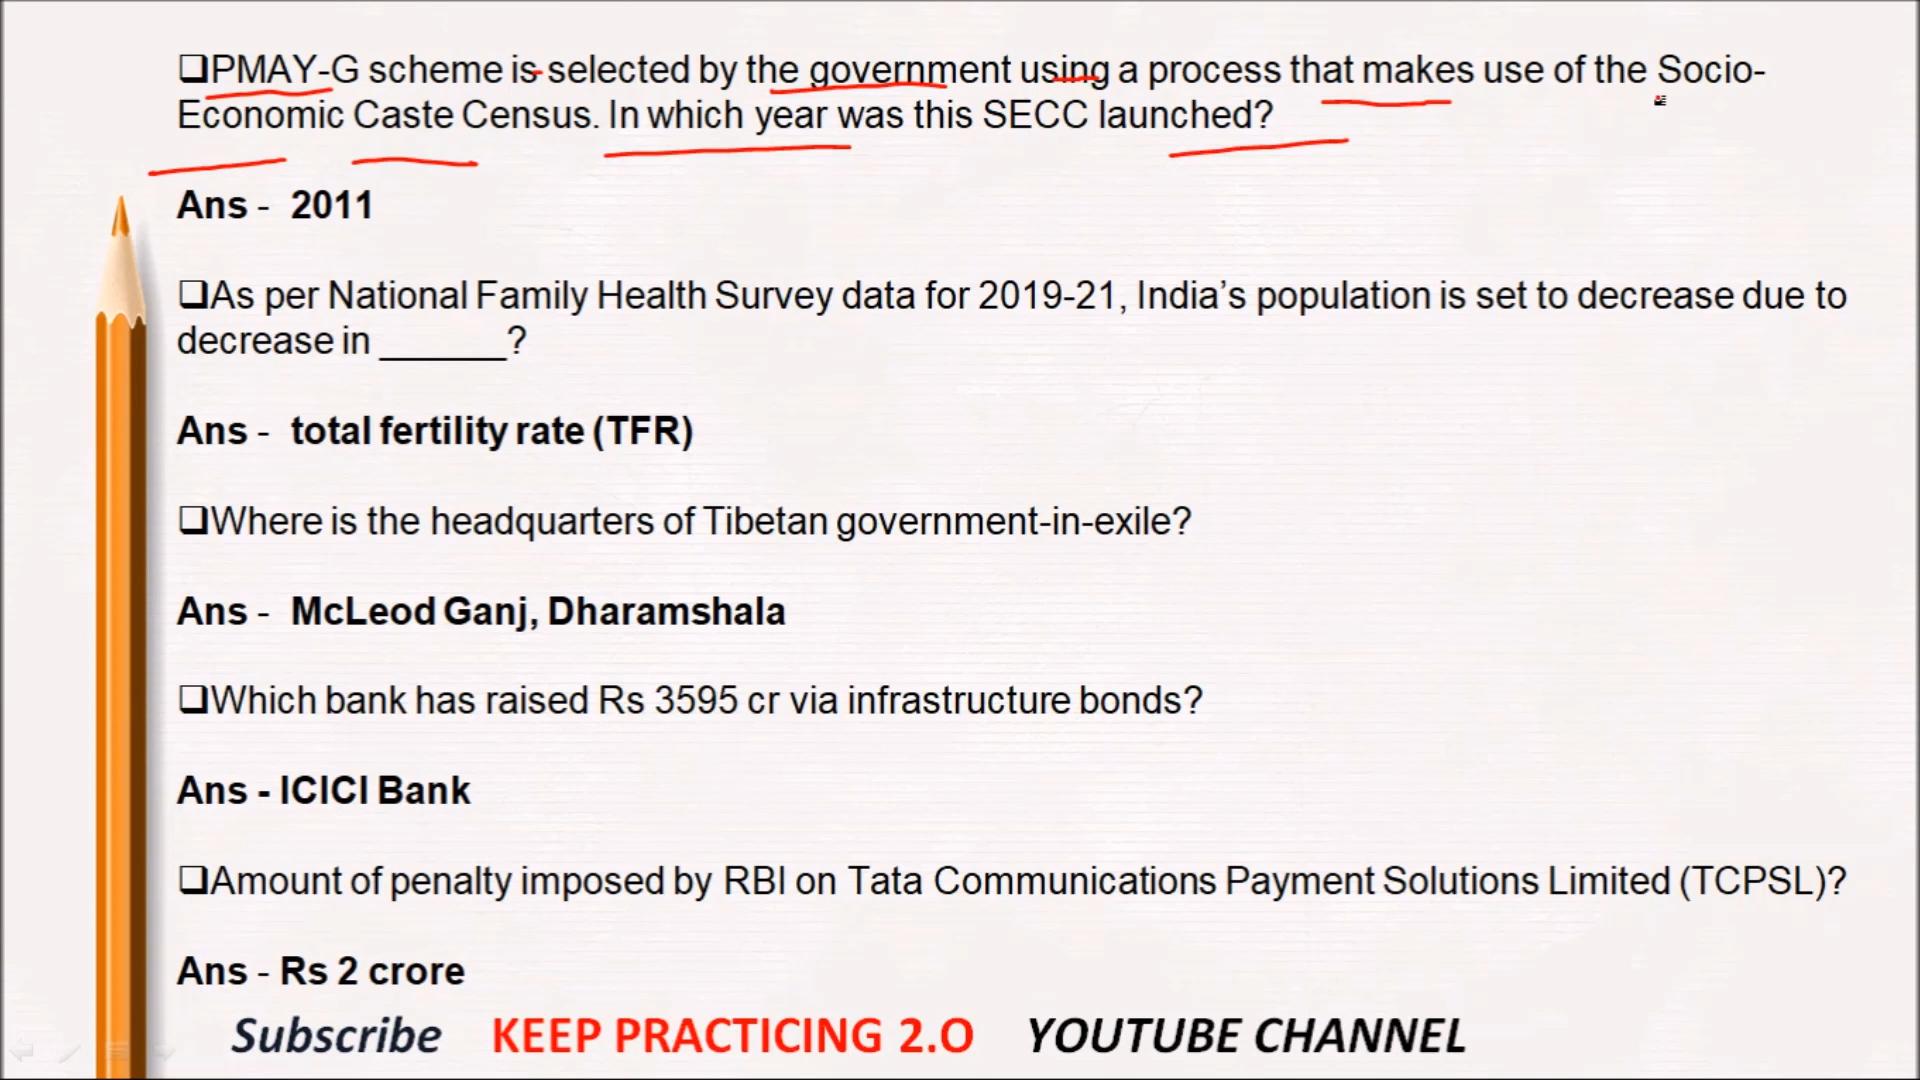 ❑PMAY-G scheme is selected by the government using a process that makes use of the Socio-
Economic Caste Census. In which year was this SECC launched?
Ans - 2011
❑As per National Family Health Survey data for 2019-21, India’s population is set to decrease due to
decrease in ______?
Ans - total fertility rate (TFR)
❑Where is the headquarters of Tibetan government-in-exile?
Ans - McLeod Ganj, Dharamshala
❑Which bank has raised Rs 3595 cr via infrastructure bonds?
Ans - ICICI Bank
❑Amount of penalty imposed by RBI on Tata Communications Payment Solutions Limited (TCPSL)?
Ans - Rs 2 crore
Subscribe KEEP PRACTICING 2.O YOUTUBE CHANNEL